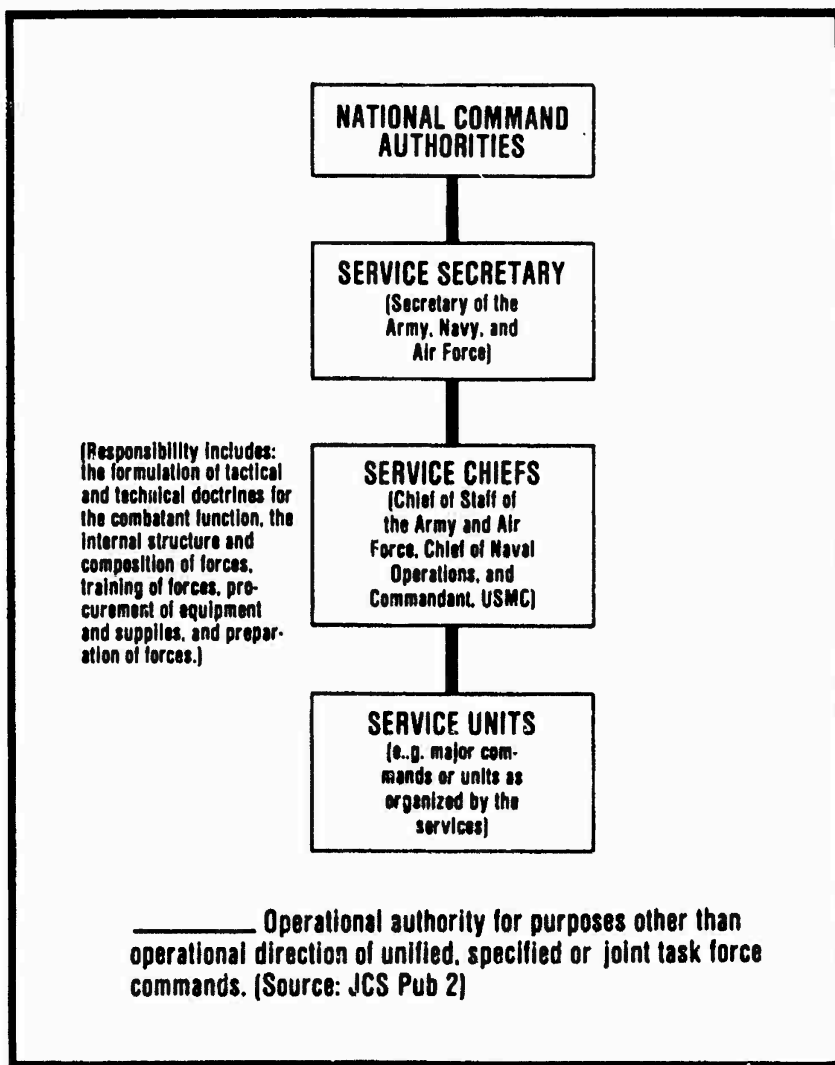 NATIONAL COMMAND
AUTHORITIES
SERVICE SECRETARY
(Secretary of the
Army, Navy, and
Air Force)
(Responsibility includes:
the formulation of tactical
and technical doctrines for
the combatant function, the
internal structure and
composition of forces,
training of forces, pro-
curement of equipment
and supplies, and prepar-
ation of forces.)
SERVICE CHIEFS
(Chief of Staff of
the Army and Air
Force, Chief of Naval
Operations, and
Commandant, USMC)
SERVICE UNITS
(e..g. major com-
mands or units as
organized by the
services)
________ Operational authority for purposes other than
operational direction of unified, specified or joint task force
commands. (Source: JCS Pub 2)